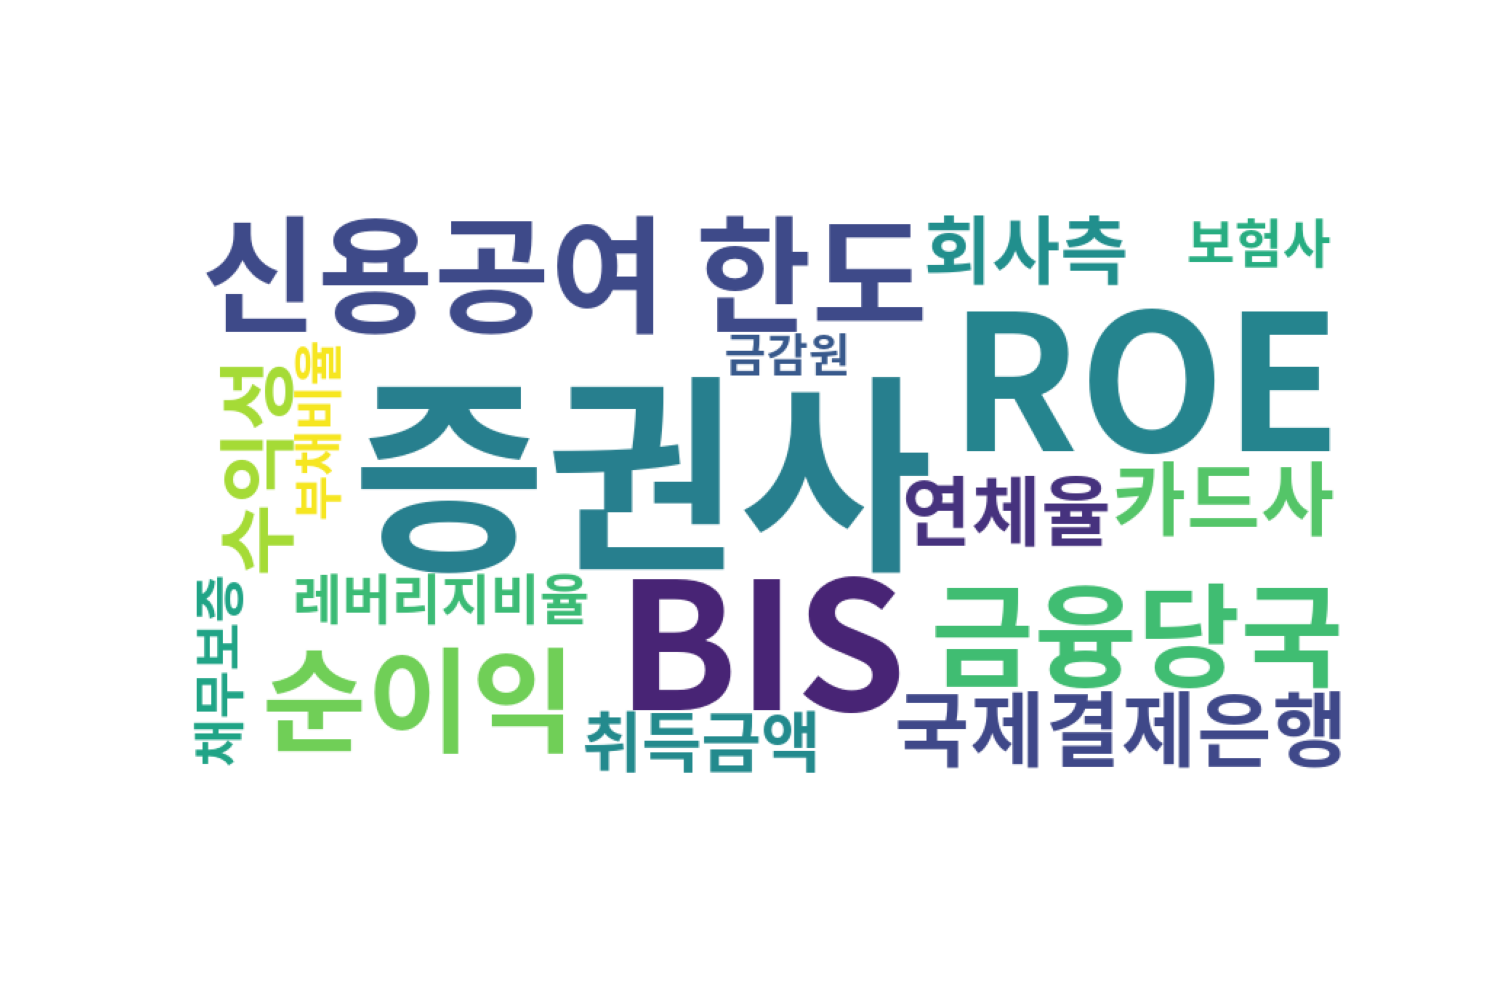 신용공여 한도
회사측
보험사
ROE
금감원
수익성
부채비율
증권사
연체율
카드사
채무보증
레버리지비율
BIS
금융당국
순이익
취득금액
국제결제은행